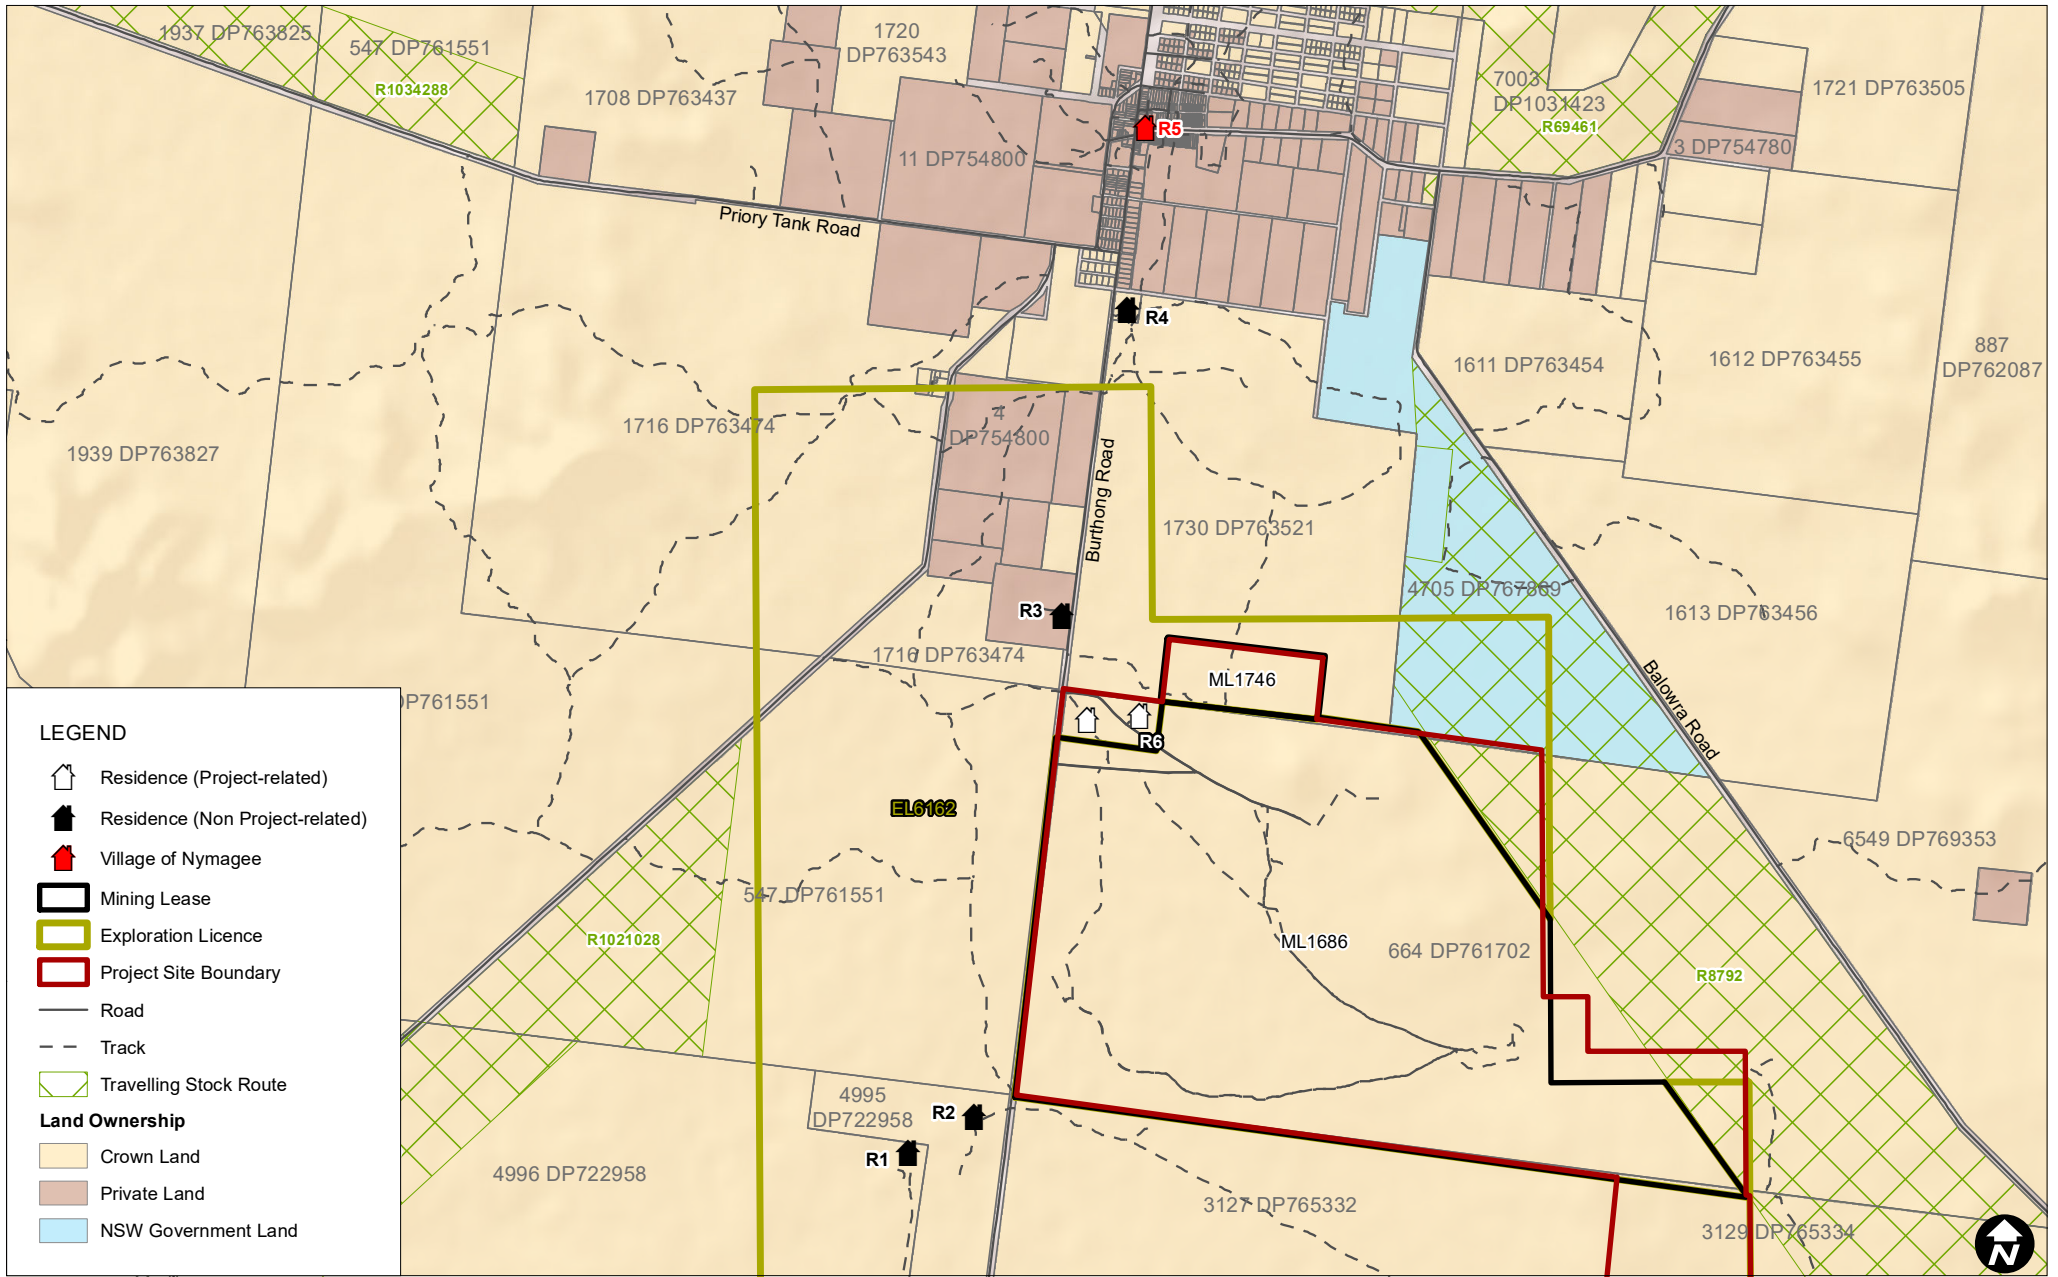 1937 DP763825
547 DP761551
R1034288
1708 DP763437
1720
DP763543
11 DP754800
R5
7003
DP1031423
R69461
1721 DP763505
3 DP754780
Priory Tank Road
R4
1611 DP763454
1612 DP763455
887
DP762087
1939 DP763827
1716 DP763474
4
DP754800
Burthong Road
1730 DP763521
4705 DP767869
1613 DP763456
R3
1716 DP763474
ML1746
Balowra Road
R6
DP761551
EL6162
547 DP761551
6549 DP769353
R1021028
ML1686
664 DP761702
R8792
4995
DP722958
R2
R1
4996 DP722958
3127 DP765332
3129 DP765334
N
LEGEND
Residence (Project-related)
Residence (Non Project-related)
Village of Nymagee
Mining Lease
Exploration Licence
Project Site Boundary
Road
Track
Travelling Stock Route
Land Ownership
Crown Land
Private Land
NSW Government Land